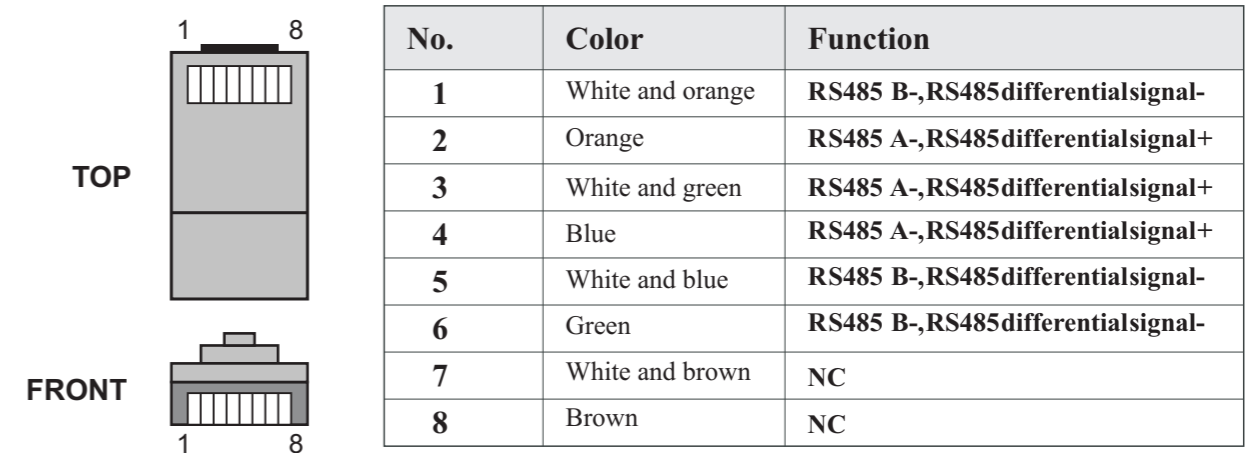 1 8
TOP
FRONT
1 8
No. Color Function
1 White and orange RS485 B-,RS485differentialsignal-
2 Orange RS485 A-,RS485differentialsignal+
3 White and green RS485 A-,RS485differentialsignal+
4 Blue RS485 A-,RS485differentialsignal+
5 White and blue RS485 B-,RS485differentialsignal-
6 Green RS485 B-,RS485differentialsignal-
7 White and brown NC
8 Brown NC